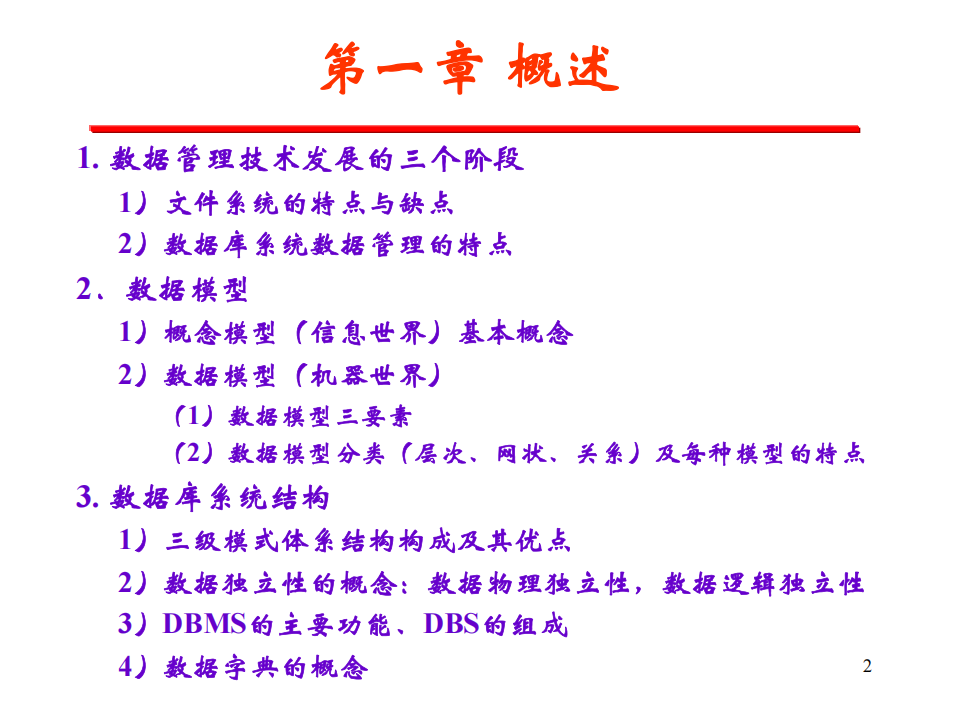 第一章 概述
1. 数据管理技术发展的三个阶段
1）文件系统的特点与缺点
2）数据库系统数据管理的特点
2．数据模型
1）概念模型（信息世界）基本概念
2）数据模型（机器世界）
（1）数据模型三要素
（2）数据模型分类（层次、网状、关系）及每种模型的特点
3. 数据库系统结构
1）三级模式体系结构构成及其优点
2）数据独立性的概念：数据物理独立性，数据逻辑独立性
3）DBMS的主要功能、DBS的组成
4）数据字典的概念
2